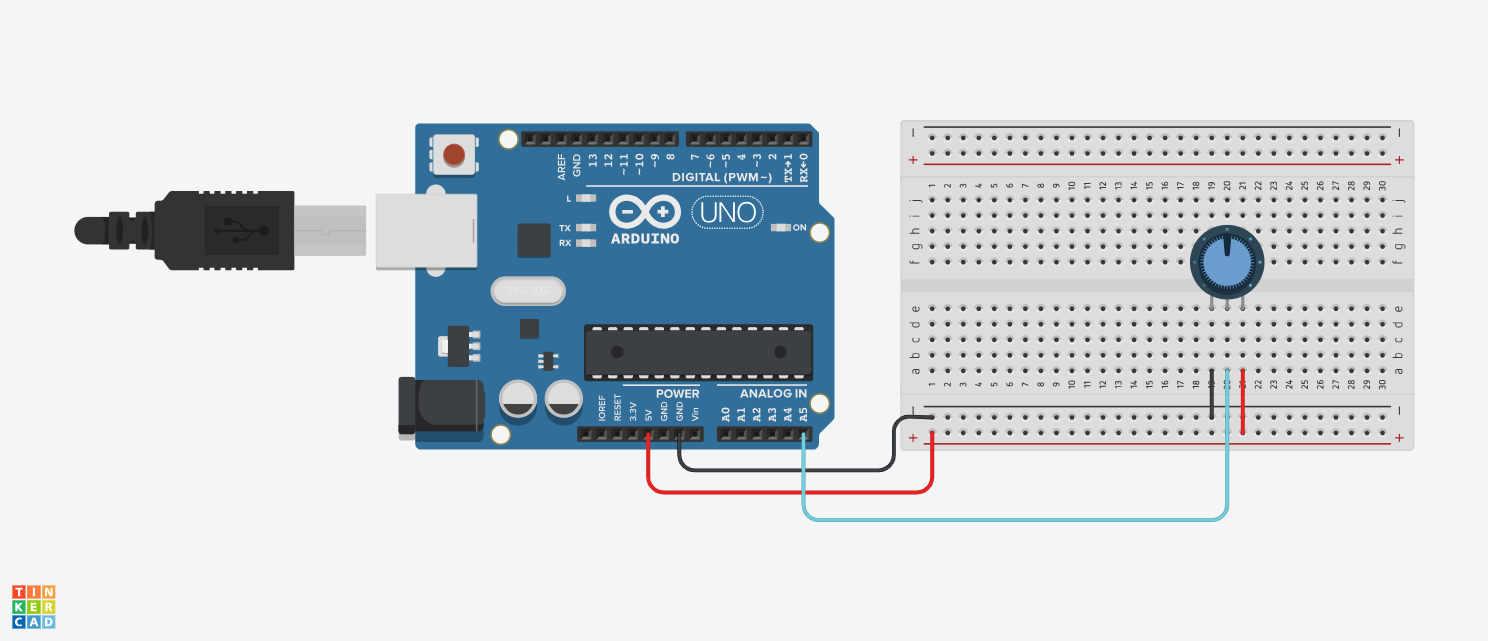 AREF
GND
13
12
~11
~10
~9
8
7
~6
~5
4
~3
2
TX→1
RX←0
DIGITAL (PWM~)
L
TX
RX
ARDUINO
UNO
ON
POWER
ANALOG IN
IOREF
RESET
3.3V
5V
GND
GND
Vin
A0
A1
A2
A3
A4
A5
− −
+ +
1 2 3 4 5 6 7 8 9 10 11 12 13 14 15 16 17 18 19 20 21 22 23 24 25 26 27 28 29 30
j j
i i
h h
g g
f f
e e
d d
c c
b b
a a
1 2 3 4 5 6 7 8 9 10 11 12 13 14 15 16 17 18 19 20 21 22 23 24 25 26 27 28 29 30
− −
+ +
TIN
KER
CAD